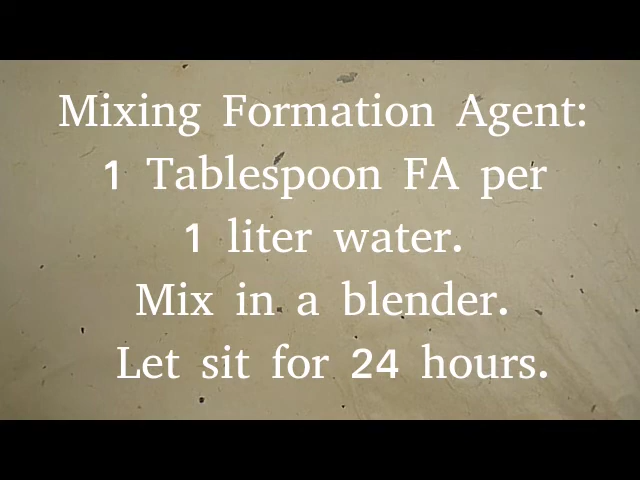 Mixing Formation Agent:
1 Tablespoon FA per
1 liter water.
Mix in a blender.
Let sit for 24 hours.